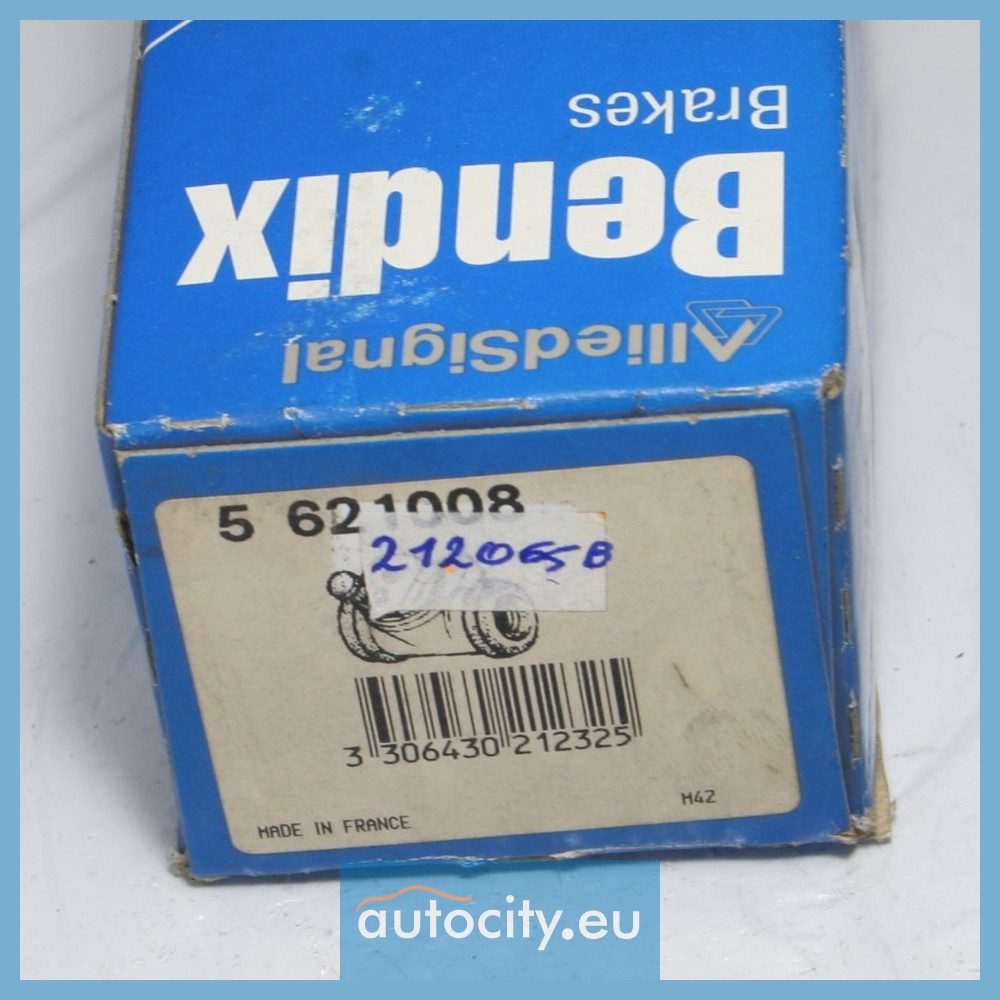 Brakes
Bendix
AlliedSignal
5 621008
212065B
3 306430 212325
MADE IN FRANCE
M42
autocity.eu